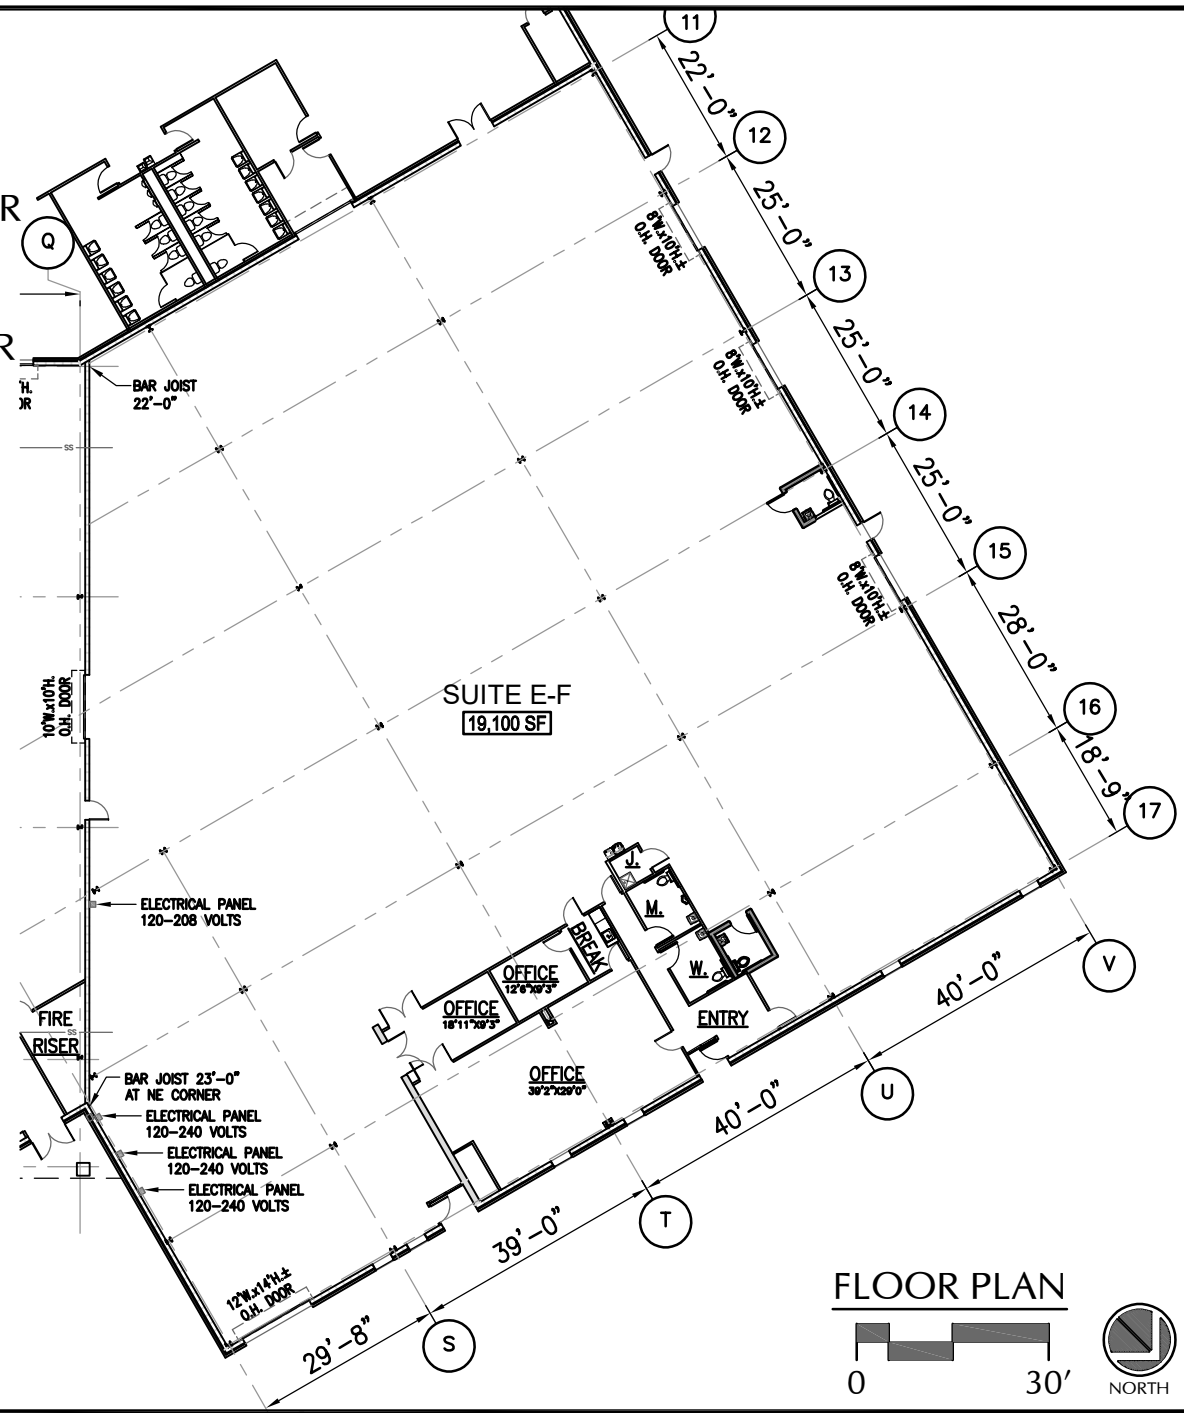 11
22'-0"
12
25'-0"
13
25'-0"
14
25'-0"
15
28'-0"
16
18'-9"
17
R
Q
R
'H.
OR
BAR JOIST
22'-0"
SS
8'W.x10'H.±
O.H. DOOR
8'W.x10'H.±
O.H. DOOR
8'W.x10'H.±
O.H. DOOR
10'W.x10'H.
O.H. DOOR
SUITE E-F
19,100 SF
ELECTRICAL PANEL
120-208 VOLTS
J.
M.
W.
BREAK
OFFICE
12'6"X9'3"
OFFICE
18'11"X9'3"
ENTRY
OFFICE
39'2"X29'0"
FIRE
SS
RISER
BAR JOIST 23'-0"
AT NE CORNER
ELECTRICAL PANEL
120-240 VOLTS
ELECTRICAL PANEL
120-240 VOLTS
ELECTRICAL PANEL
120-240 VOLTS
12'W.x14'H.±
O.H. DOOR
29'-8"
S
39'-0"
T
40'-0"
U
40'-0"
V
FLOOR PLAN
0
30'
NORTH